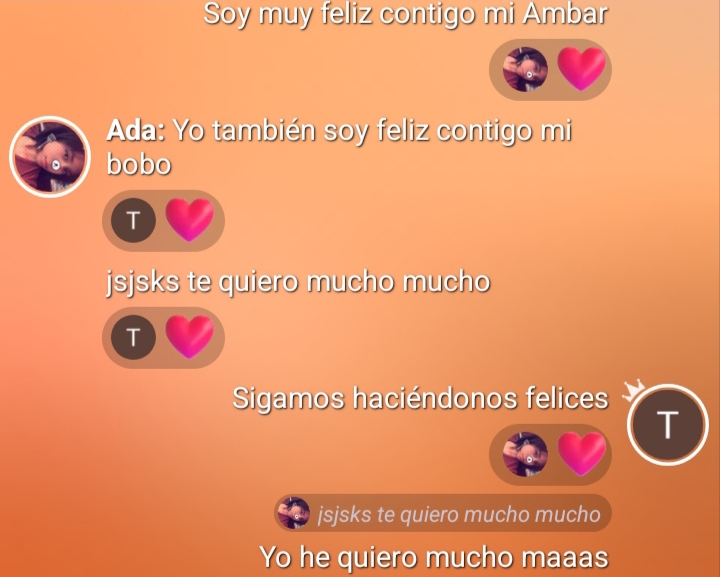 Soy muy feliz contigo mi Ambar
Ada: Yo también soy feliz contigo mi
bobo
T
jsjsks te quiero mucho mucho
T
Sigamos haciéndonos felices
T
jsjsks te quiero mucho mucho
Yo he quiero mucho maaas